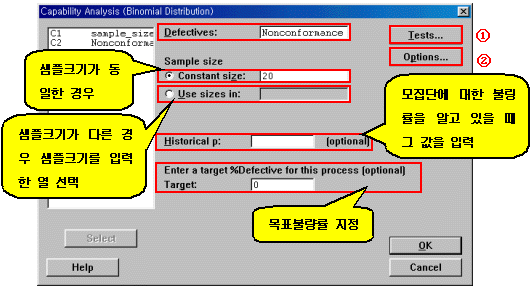 Capability Analysis (Binomial Distribution)
C1 sample_size
C2 Nonconforma
Defectives: Nonconformance
Tests... ①
Options... ②
Sample size
Constant size: 20
Use sizes in:
샘플크기가 동
일한 경우
샘플크기가 다른 경
우 샘플크기를 입력
한 열 선택
모집단에 대한 불량
률을 알고 있을 때
그 값을 입력
Historical p: (optional)
Enter a target %Defective for this process (optional)
Target: 0
목표불량률 지정
Select
Help
OK
Cancel